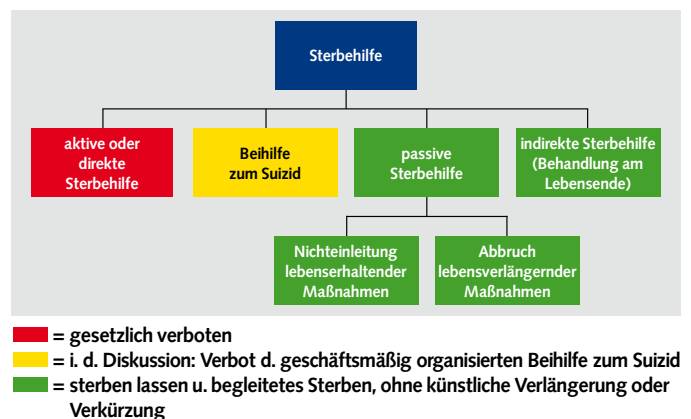 Sterbehilfe
aktive oder
direkte
Sterbehilfe
Beihilfe
zum Suizid
passive
Sterbehilfe
indirekte Sterbehilfe
(Behandlung am
Lebensende)
Nichteinleitung
lebenserhaltender
Maßnahmen
Abbruch
lebensverlängernder
Maßnahmen
= gesetzlich verboten
= i. d. Diskussion: Verbot d. geschäftsmäßig organisierten Beihilfe zum Suizid
= sterben lassen u. begleitetes Sterben, ohne künstliche Verlängerung oder
Verkürzung